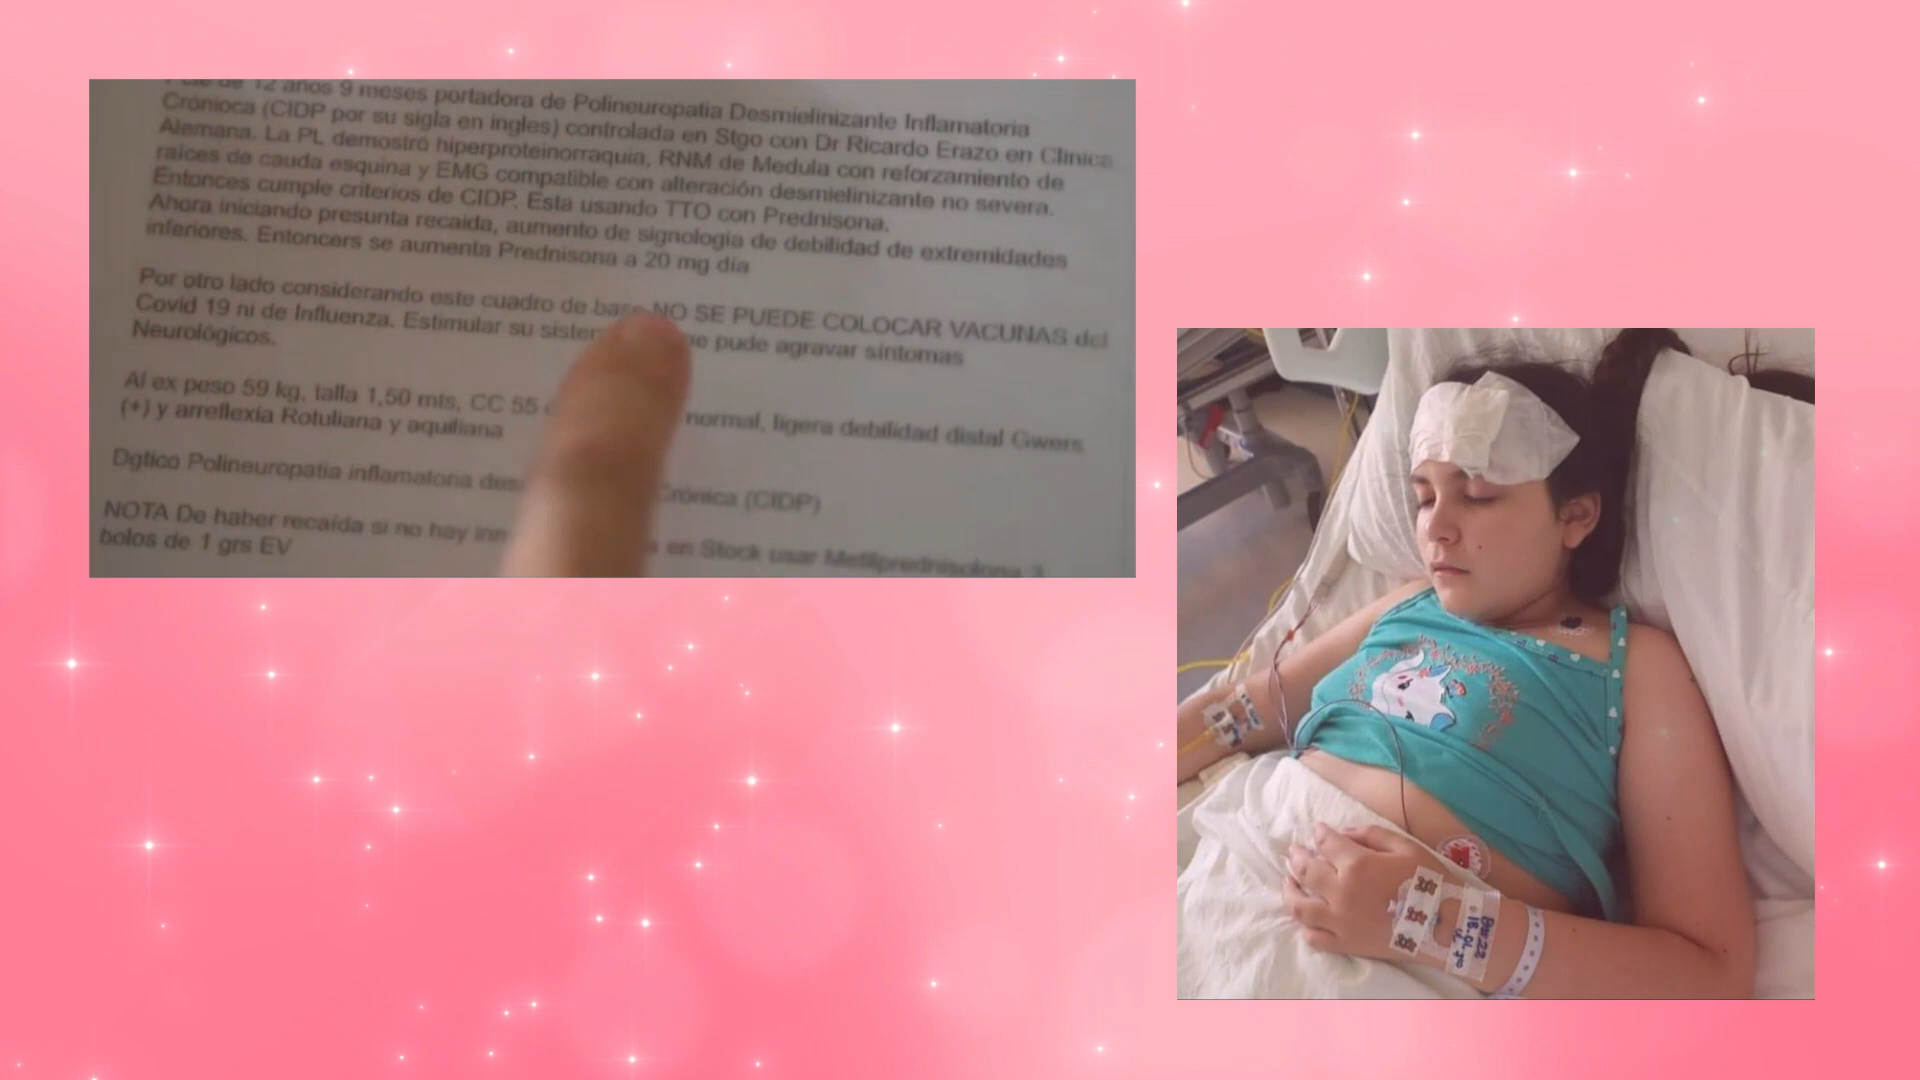 de 12 años 9 meses portadora de Polineuropatia Desmielinizante Inflamatoria
Crónioca (CIDP por su sigla en ingles) controlada en Stgo con Dr Ricardo Erazo en Clinica
Alemana. La PL demostró hiperproteinorraquia, RNM de Medula con reforzamiento de
raíces de cauda esquina y EMG compatible con alteración desmielinizante no severa.
Entonces cumple criterios de CIDP. Esta usando TTO con Prednisona.
Ahora iniciando presunta recaida, aumento de signología de debilidad de extremidades
inferiores. Entoncers se aumenta Prednisona a 20 mg día
Por otro lado considerando este cuadro de base NO SE PUEDE COLOCAR VACUNAS del
Covid 19 ni de Influenza. Estimular su pude agravar síntomas
Neurológicos.
Al ex peso 59 kg, talla 1,50 mts, CC 55 normal, ligera debilidad distal Gwers
(+) y arreflexia Rotuliana y aquiliana
Dgtico Polineuropatia inflamatoria Crónica (CIDP)
NOTA De haber recaída si no hay en Stock usar Metilprednisolona 3
bolos de 1 grs EV